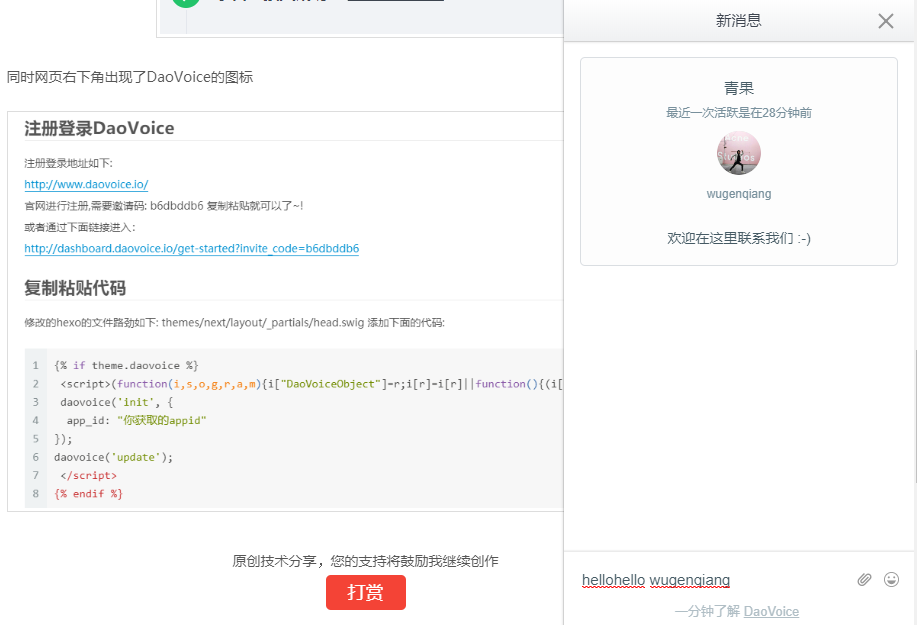 同时网页右下角出现了DaoVoice的图标
注册登录DaoVoice
注册登录地址如下:
http://www.daovoice.io/
官网进行注册,需要邀请码: b6dbddb6 复制粘贴就可以了~!
或者通过下面链接进入:
http://dashboard.daovoice.io/get-started?invite_code=b6dbddb6
复制粘贴代码
修改的hexo的文件路劲如下: themes/next/layout/_partials/head.swig 添加下面的代码:
1 {% if theme.daovoice %}
2 <script>(function(i,s,o,g,r,a,m){i["DaoVoiceObject"]=r;i[r]=i[r]||function(){(i[
3 daovoice('init', {
4 app_id: "你获取的appid"
5 });
6 daovoice('update');
7 </script>
8 {% endif %}
原创技术分享，您的支持将鼓励我继续创作
打赏
新消息
青果
最近一次活跃是在28分钟前
wugenqiang
欢迎在这里联系我们 :-)
hellohello wugenqiang
一分钟了解 DaoVoice